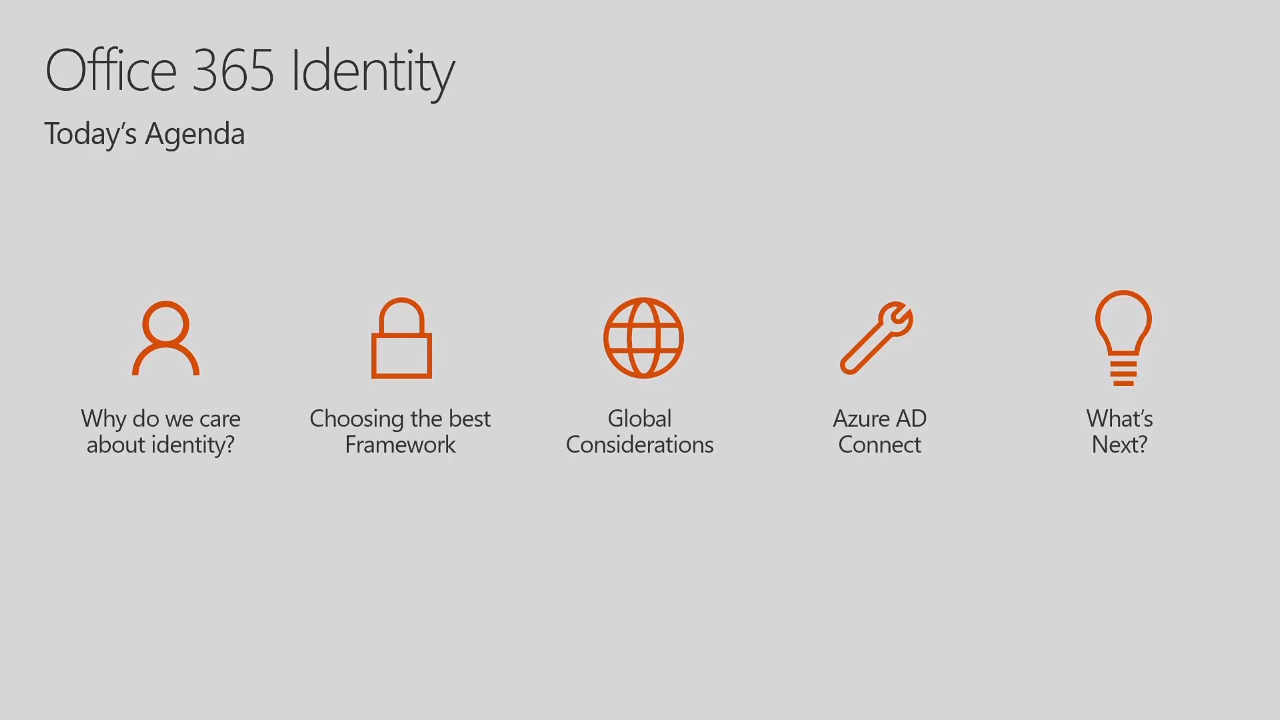 Office 365 Identity
Today's Agenda
Why do we care
about identity?
Choosing the best
Framework
Global
Considerations
Azure AD
Connect
What's
Next?